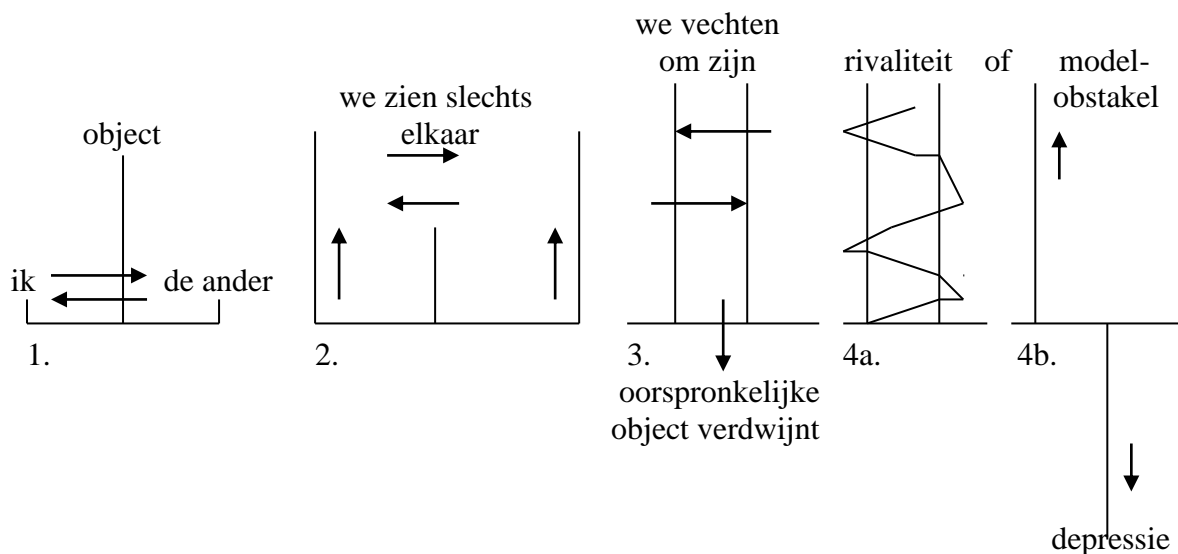 object
ik de ander
1.
we zien slechts
elkaar
2.
we vechten
om zijn
3.
oorspronkelijke
object verdwijnt
rivaliteit of model-
obstakel
4a.
4b.
depressie